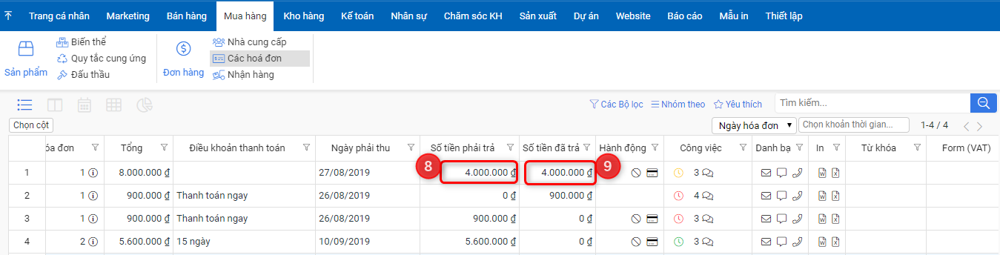 Trang cá nhân Marketing Bán hàng Mua hàng Kho hàng Kế toán Nhân sự Chăm sóc KH Sản xuất Dự án Website Báo cáo Mẫu in Thiết lập
Biến thể Nhà cung cấp
Quy tắc cung ứng Các hoá đơn
Sản phẩm Đấu thầu Đơn hàng Nhận hàng
Các Bộ lọc Nhóm theo Yêu thích Tìm kiếm...
Chọn cột Ngày hóa đơn Chọn khoảng thời gian... 1-4 / 4
óa đơn Tổng Điều khoản thanh toán Ngày phải thu Số tiền phải trả Số tiền đã trả Hành động Công việc Danh bạ In Từ khóa Form (VAT)
1 1 8.000.000 ₫ 27/08/2019 8 4.000.000 ₫ 4.000.000 ₫ 9 3
2 1 900.000 ₫ Thanh toán ngay 26/08/2019 0 ₫ 900.000 ₫ 4
3 1 900.000 ₫ Thanh toán ngay 26/08/2019 900.000 ₫ 0 ₫ 3
4 2 5.600.000 ₫ 15 ngày 10/09/2019 5.600.000 ₫ 0 ₫ 3